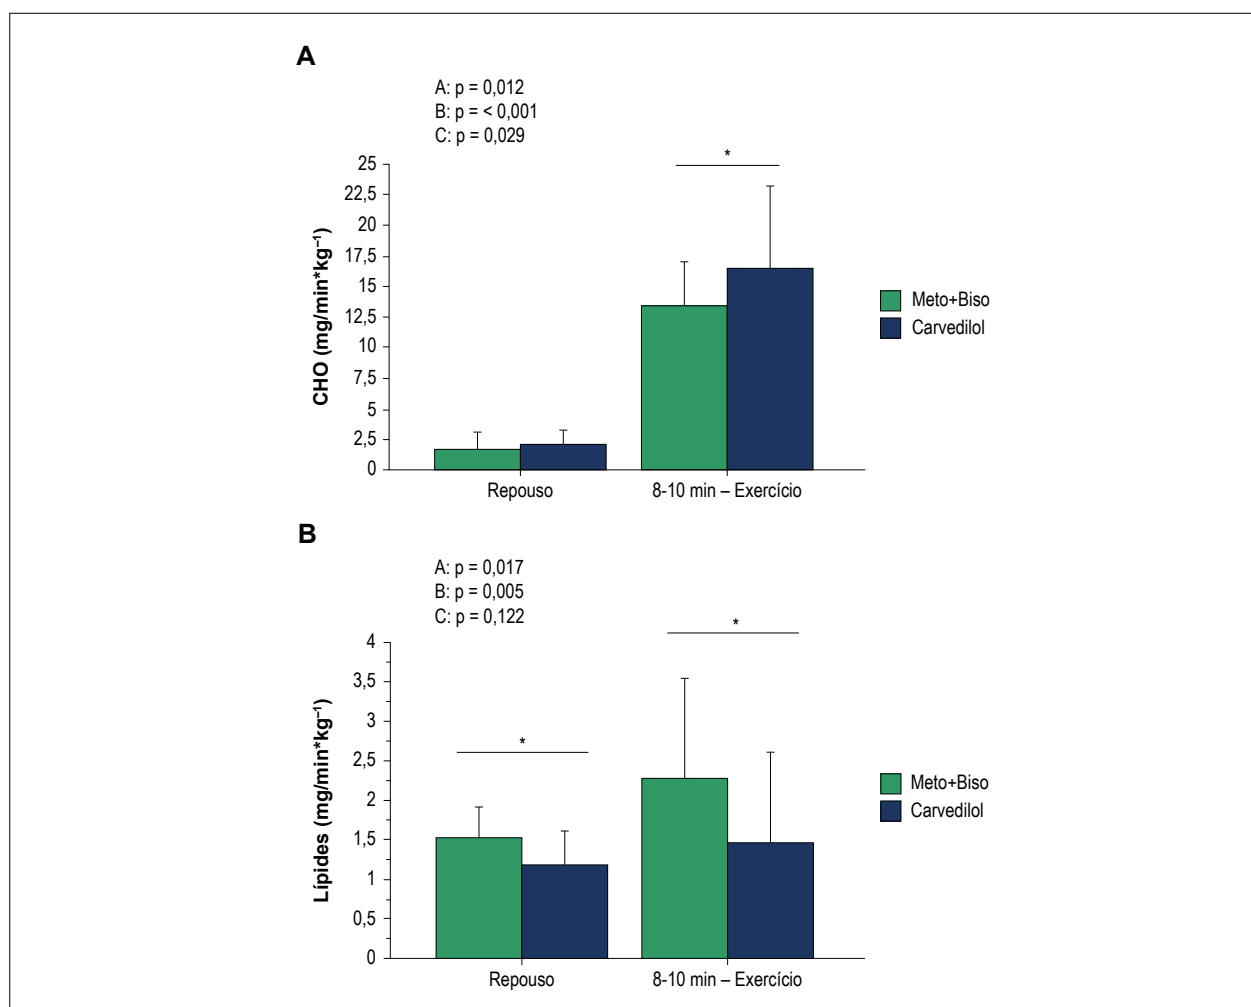 A
A: p = 0,012
B: p = < 0,001
C: p = 0,029
*
25
22,5
20
17,5
15
12,5
10
7,5
5
2,5
0
CHO (mg/min*kg⁻¹)
Repouso
8-10 min – Exercício
Meto+Biso
Carvedilol
B
A: p = 0,017
B: p = 0,005
C: p = 0,122
*
*
4
3,5
3
2,5
2
1,5
1
0,5
0
Lípides (mg/min*kg⁻¹)
Repouso
8-10 min – Exercício
Meto+Biso
Carvedilol